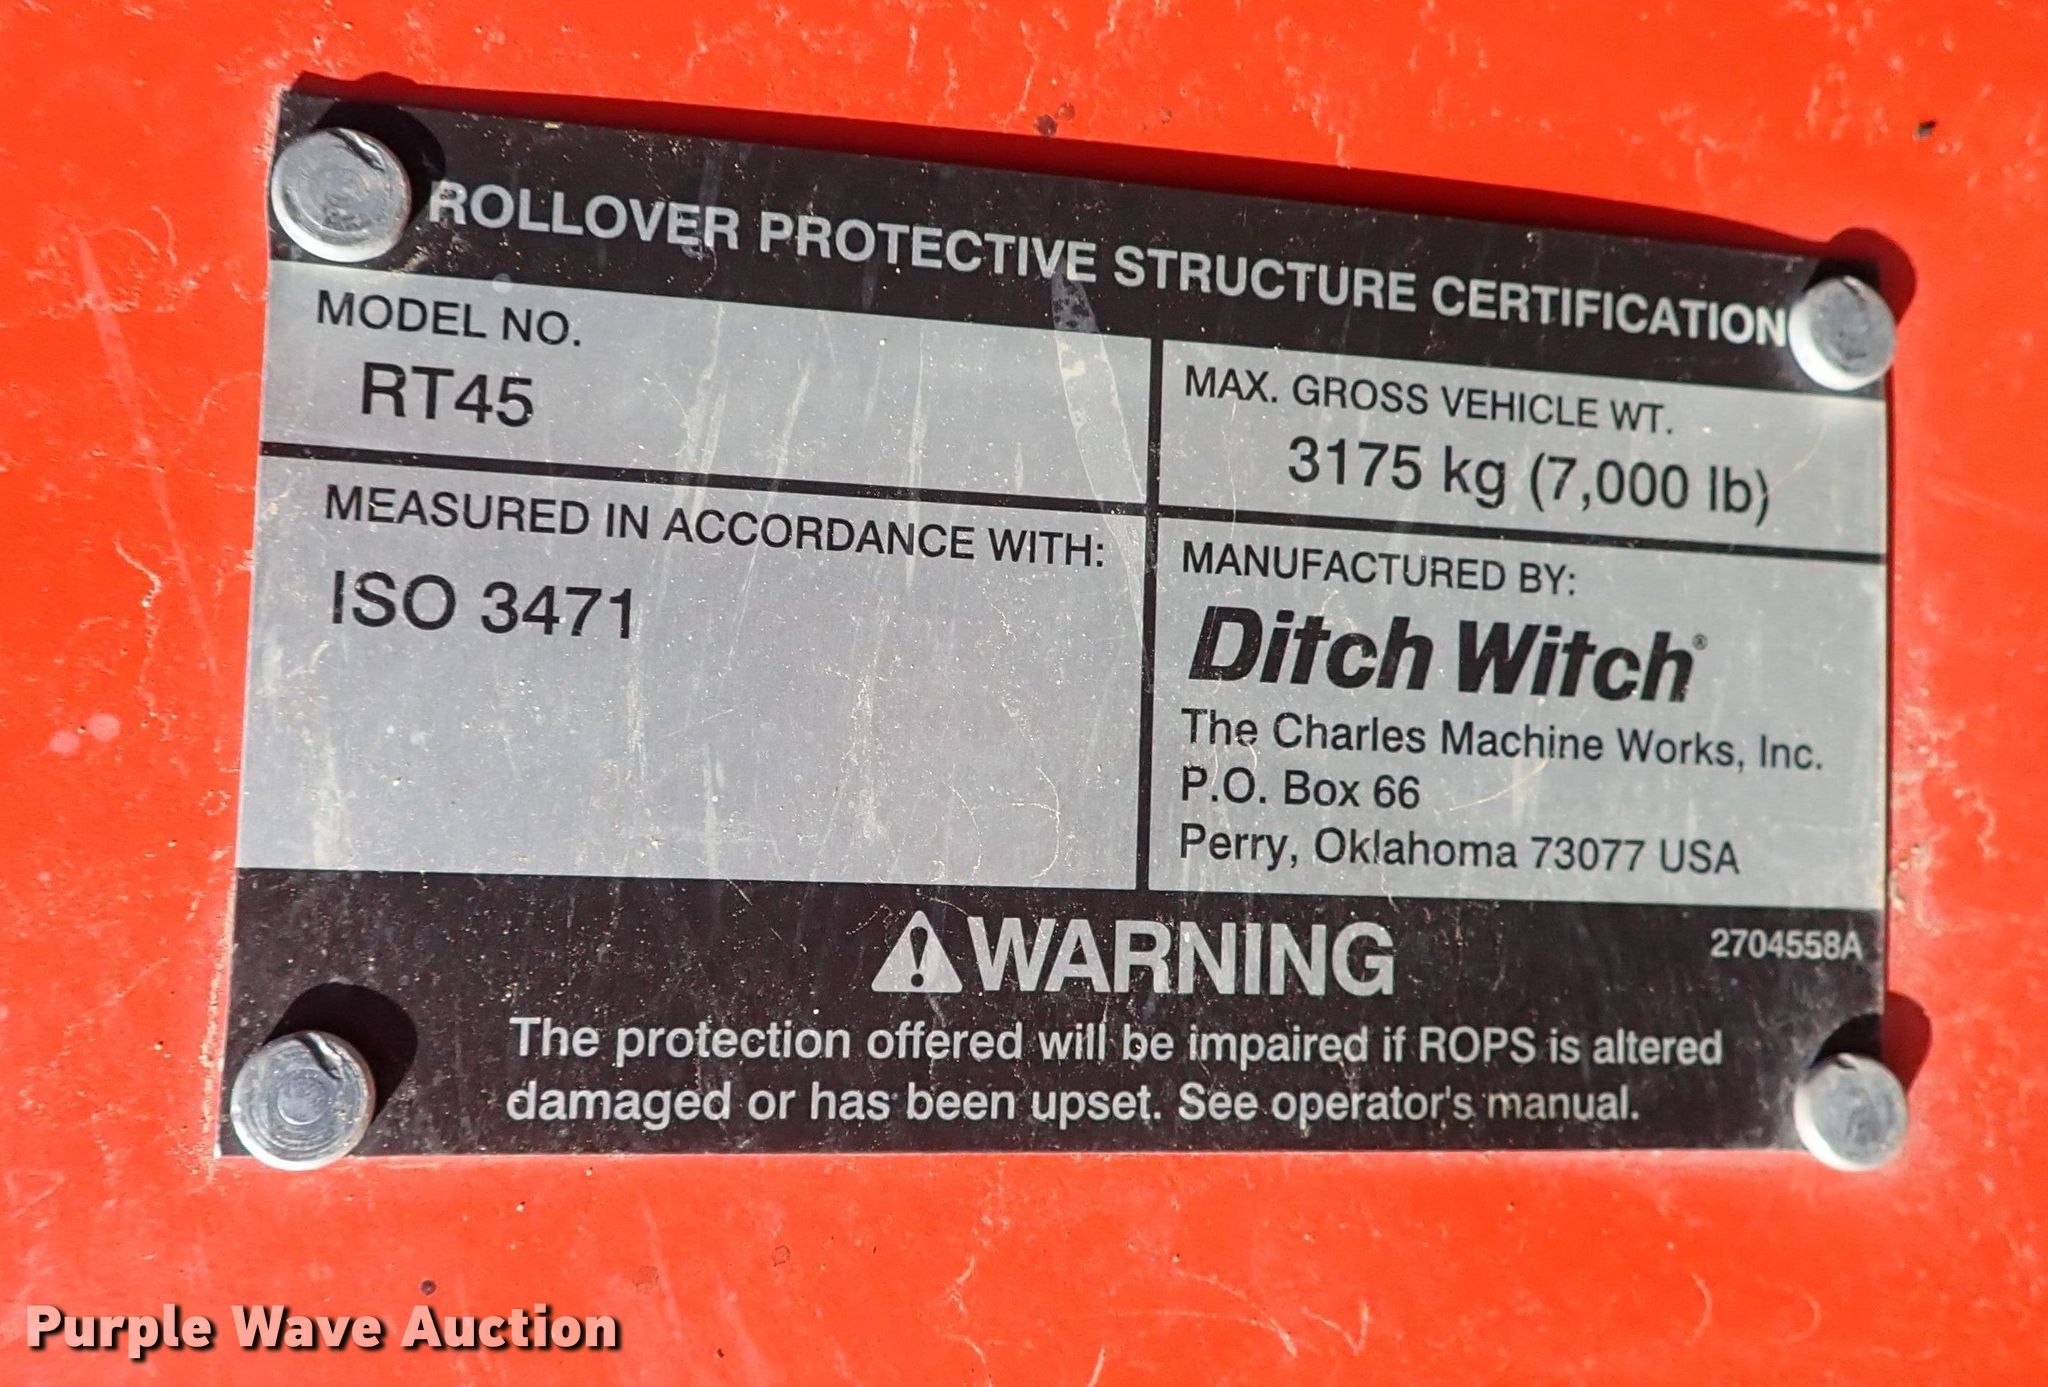 ROLLOVER PROTECTIVE STRUCTURE CERTIFICATION
MODEL NO.
RT45
MAX. GROSS VEHICLE WT.
3175 kg (7,000 lb)
MEASURED IN ACCORDANCE WITH:
ISO 3471
MANUFACTURED BY:
Ditch Witch®
The Charles Machine Works, Inc.
P.O. Box 66
Perry, Oklahoma 73077 USA
WARNING
2704558A
The protection offered will be impaired if ROPS is altered
damaged or has been upset. See operator's manual.
Purple Wave Auction